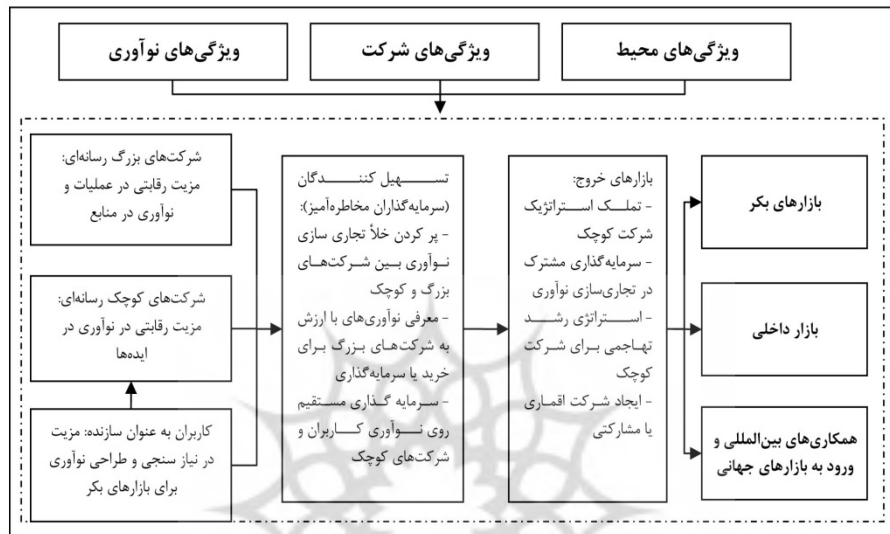 ویژگی‌های محیط
ویژگی‌های شرکت
ویژگی‌های نوآوری
شرکت‌های بزرگ رسانه‌ای:
مزیت رقابتی در عملیات و
نوآوری در منابع
شرکت‌های کوچک رسانه‌ای:
مزیت رقابتی در نوآوری در
ایده‌ها
کاربران به عنوان سازنده: مزیت
در نیاز سنجی و طراحی نوآوری
برای بازارهای بکر
تسهیل کنندگان
(سرمایه‌گذاران مخاطره‌آمیز):
- پر کردن خلأ تجاری سازی
نوآوری بین شرکت‌های
بزرگ و کوچک
- معرفی نوآوری‌های با ارزش
به شرکت‌های بزرگ برای
خرید یا سرمایه‌گذاری
- سرمایه گذاری مستقیم
روی نوآوری کاربران و
شرکت‌های کوچک
بازارهای خروج:
- تملک استراتژیک
شرکت کوچک
- سرمایه‌گذاری مشترک
در تجاری‌سازی نوآوری
- استراتژی رشد
تهاجمی برای شرکت
کوچک
- ایجاد شرکت اقماری
یا مشارکتی
بازارهای بکر
بازار داخلی
همکاری‌های بین‌المللی و
ورود به بازارهای جهانی